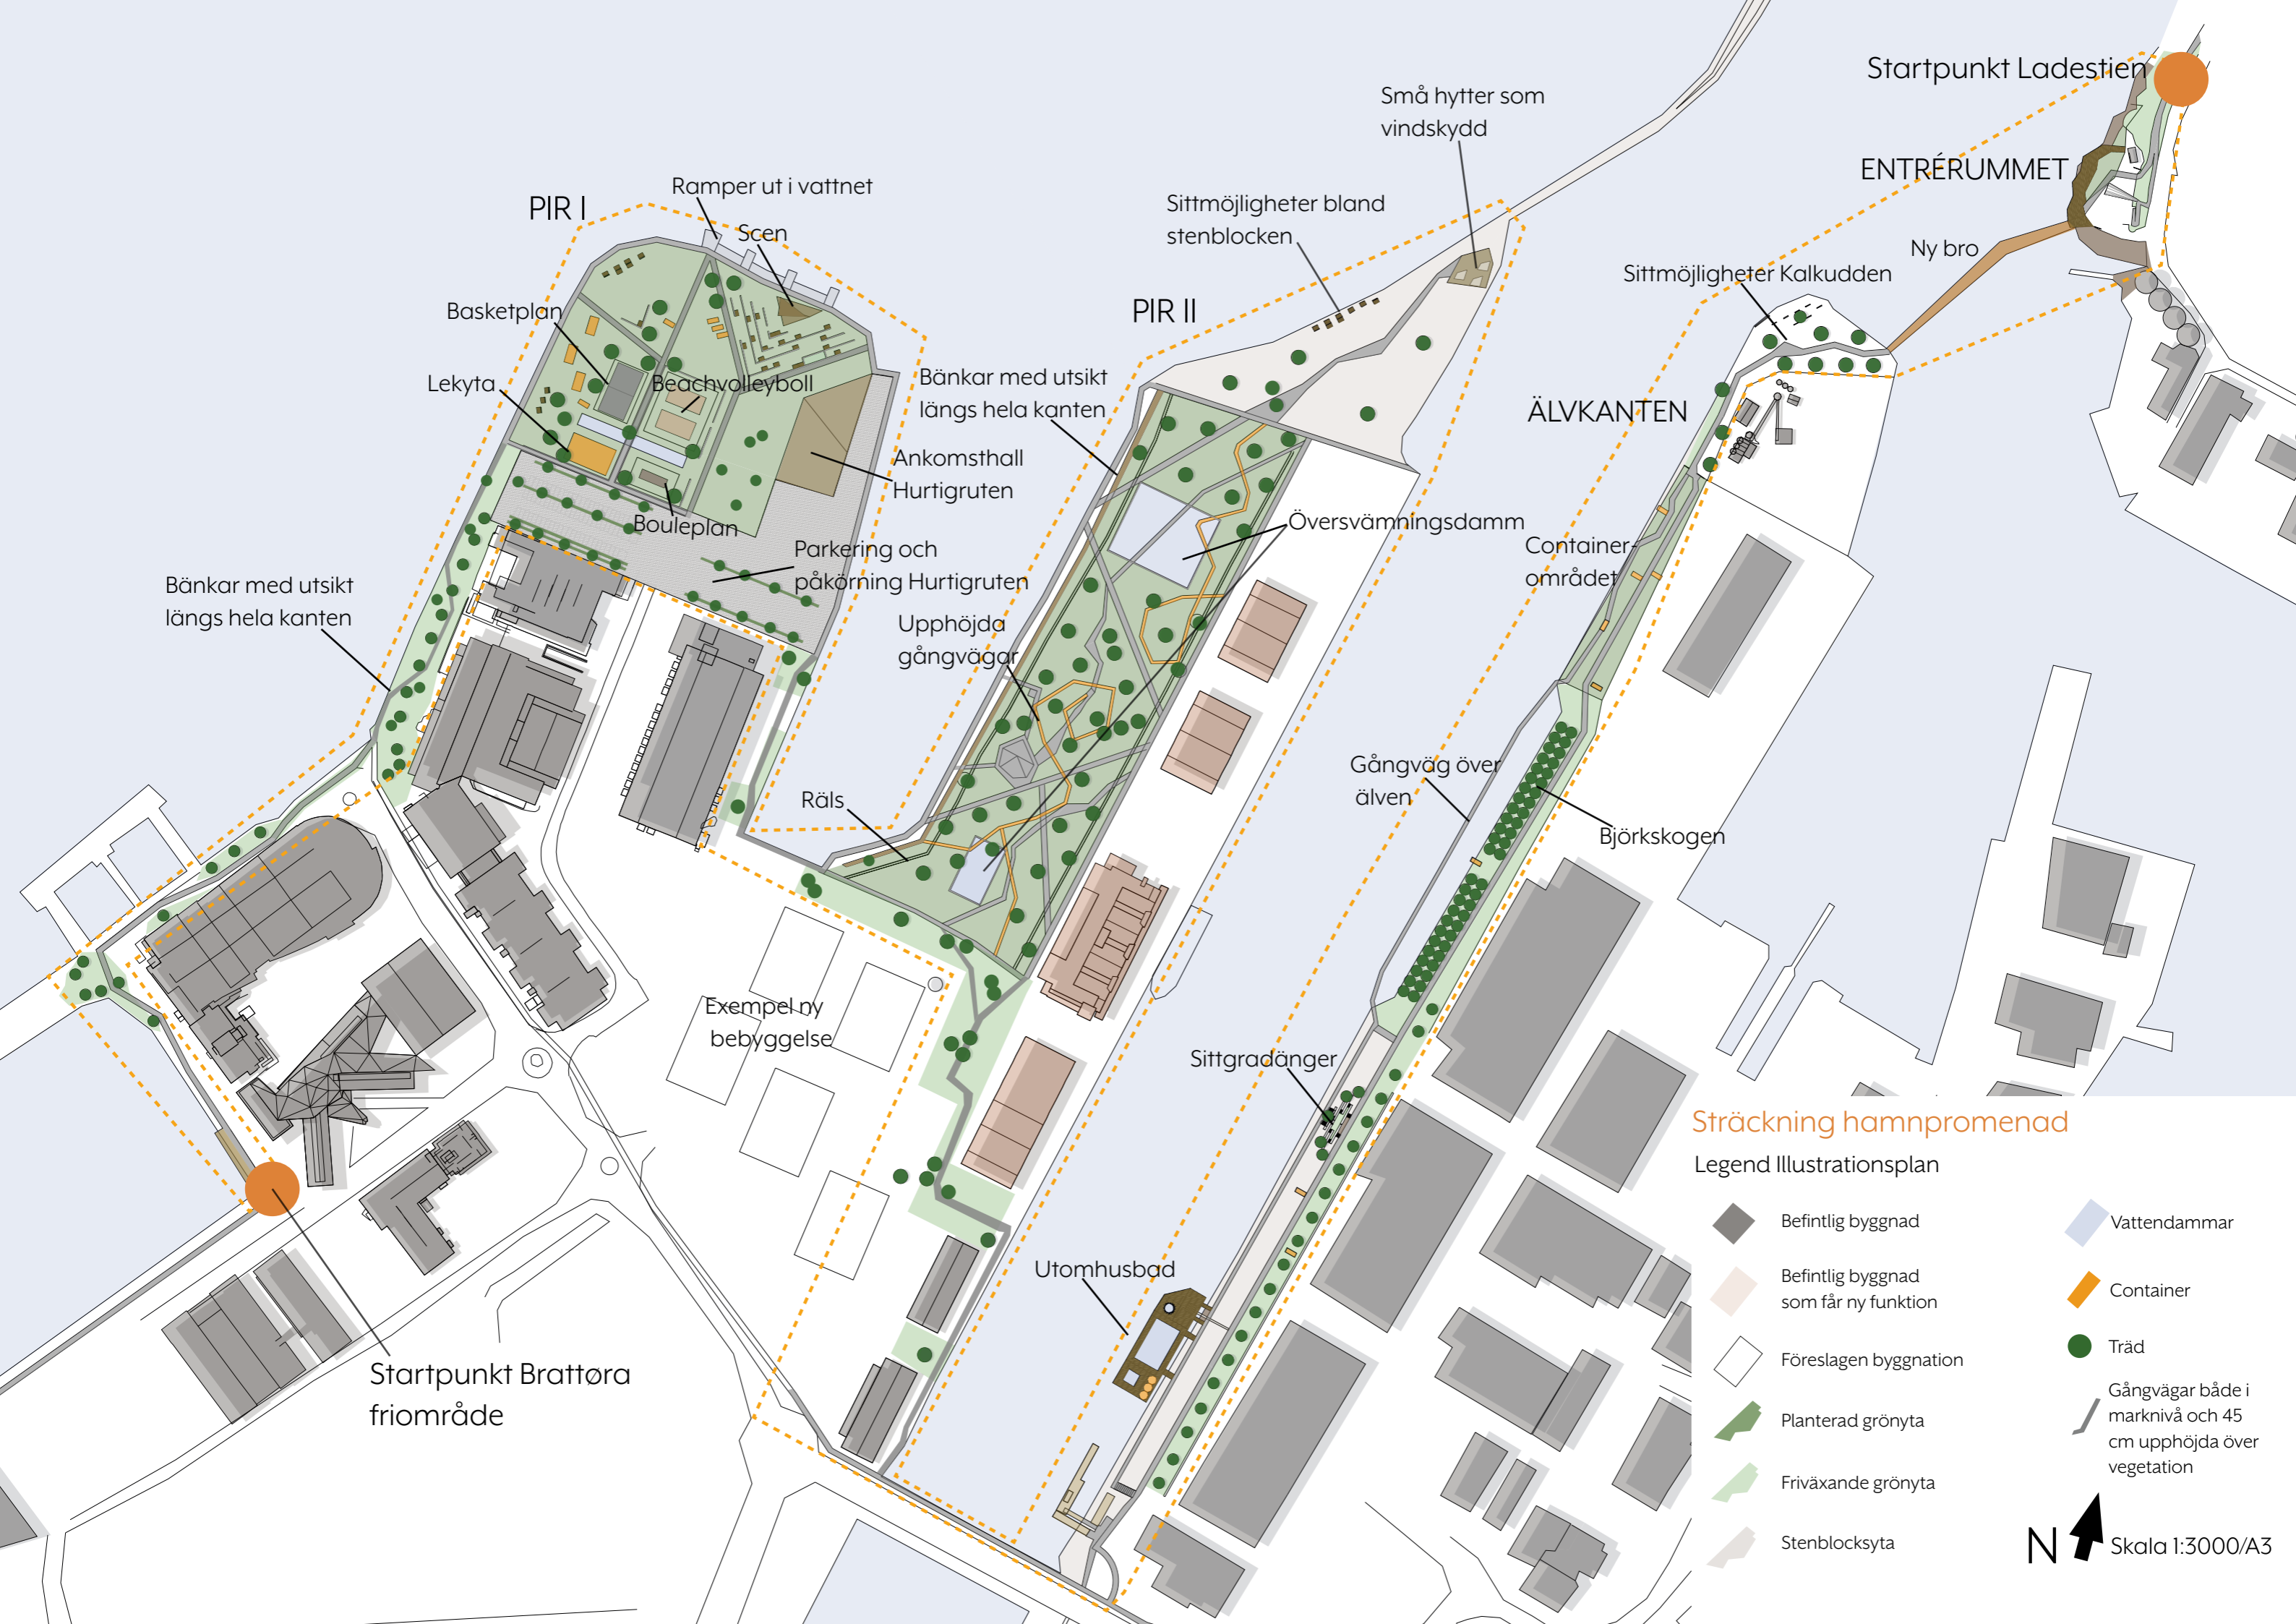 Startpunkt Ladestien
Små hytter som
vindskydd
ENTRÉRUMMET
Ramper ut i vattnet
PIR I
Sittmöjligheter bland
stenblocken
Scen
Ny bro
Sittmöjligheter Kalkudden
Basketplan
PIR II
Lekyta
Beachvolleyboll
Bänkar med utsikt
längs hela kanten
ÄLVKANTEN
Ankomsthall
Hurtigruten
Bouleplan
Översvämningsdamm
Parkering och
påkörning Hurtigruten
Container-
området
Bänkar med utsikt
längs hela kanten
Upphöjda
gångvägar
Gångväg över
älven
Räls
Björkskogen
Exempel ny
bebyggelse
Sittgradänger
Utomhusbad
Startpunkt Brattøra
friområde
Sträckning hamnpromenad
Legend Illustrationsplan
Befintlig byggnad
Befintlig byggnad
som får ny funktion
Föreslagen byggnation
Planterad grönyta
Friväxande grönyta
Stenblocksyta
Vattendammar
Container
Träd
Gångvägar både i
marknivå och 45
cm upphöjda över
vegetation
N
Skala 1:3000/A3